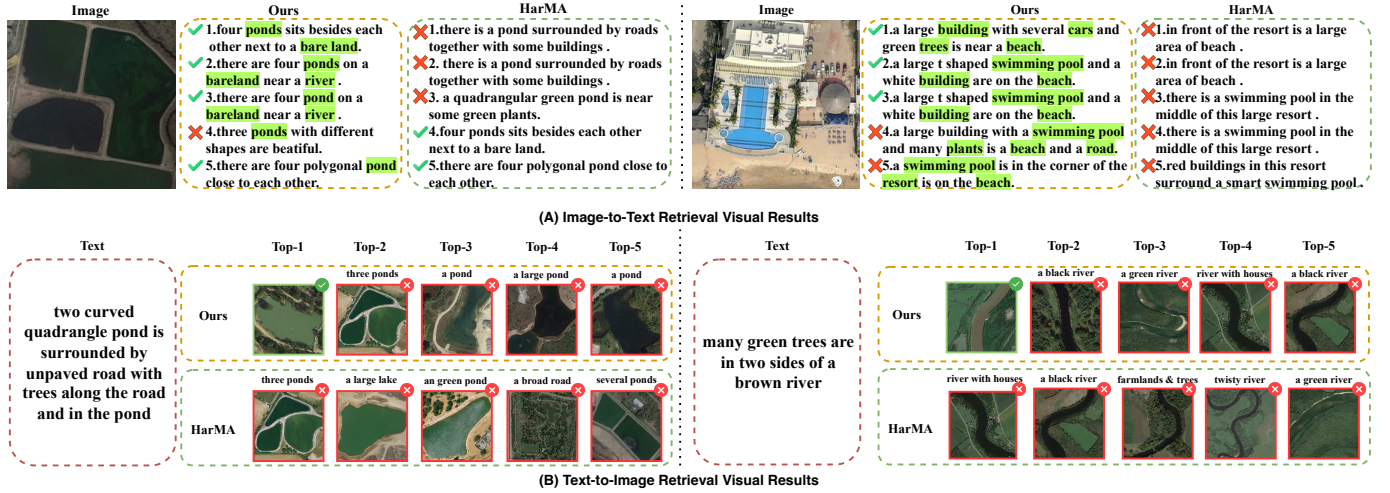 Image
Ours
HarMA
1.four ponds sits besides each
other next to a bare land.
2.there are four ponds on a
bareland near a river .
3.there are four pond on a
bareland near a river .
4.three ponds with different
shapes are beatiful.
5.there are four polygonal pond
close to each other.
1.there is a pond surrounded by roads
together with some buildings .
2. there is a pond surrounded by roads
together with some buildings .
3. a quadrangular green pond is near
some green plants.
4.four ponds sits besides each other
next to a bare land.
5.there are four polygonal pond close to
each other.
Image
Ours
HarMA
1.a large building with several cars and
green trees is near a beach.
2.a large t shaped swimming pool and a
white building are on the beach.
3.a large t shaped swimming pool and a
white building are on the beach.
4.a large building with a swimming pool
and many plants is a beach and a road.
5.a swimming pool is in the corner of the
resort is on the beach.
1.in front of the resort is a large
area of beach .
2.in front of the resort is a large
area of beach .
3.there is a swimming pool in the
middle of this large resort .
4.there is a swimming pool in the
middle of this large resort .
5.red buildings in this resort
surround a smart swimming pool .
(A) Image-to-Text Retrieval Visual Results
Text
Top-1
Top-2
Top-3
Top-4
Top-5
two curved
quadrangle pond is
surrounded by
unpaved road with
trees along the road
and in the pond
Ours
three ponds
a pond
a large pond
a pond
HarMA
three ponds
a large lake
an green pond
a broad road
several ponds
Text
Top-1
Top-2
Top-3
Top-4
Top-5
many green trees are
in two sides of a
brown river
Ours
a black river
a green river
river with houses
a black river
HarMA
river with houses
a black river
farmlands & trees
twisty river
a green river
(B) Text-to-Image Retrieval Visual Results